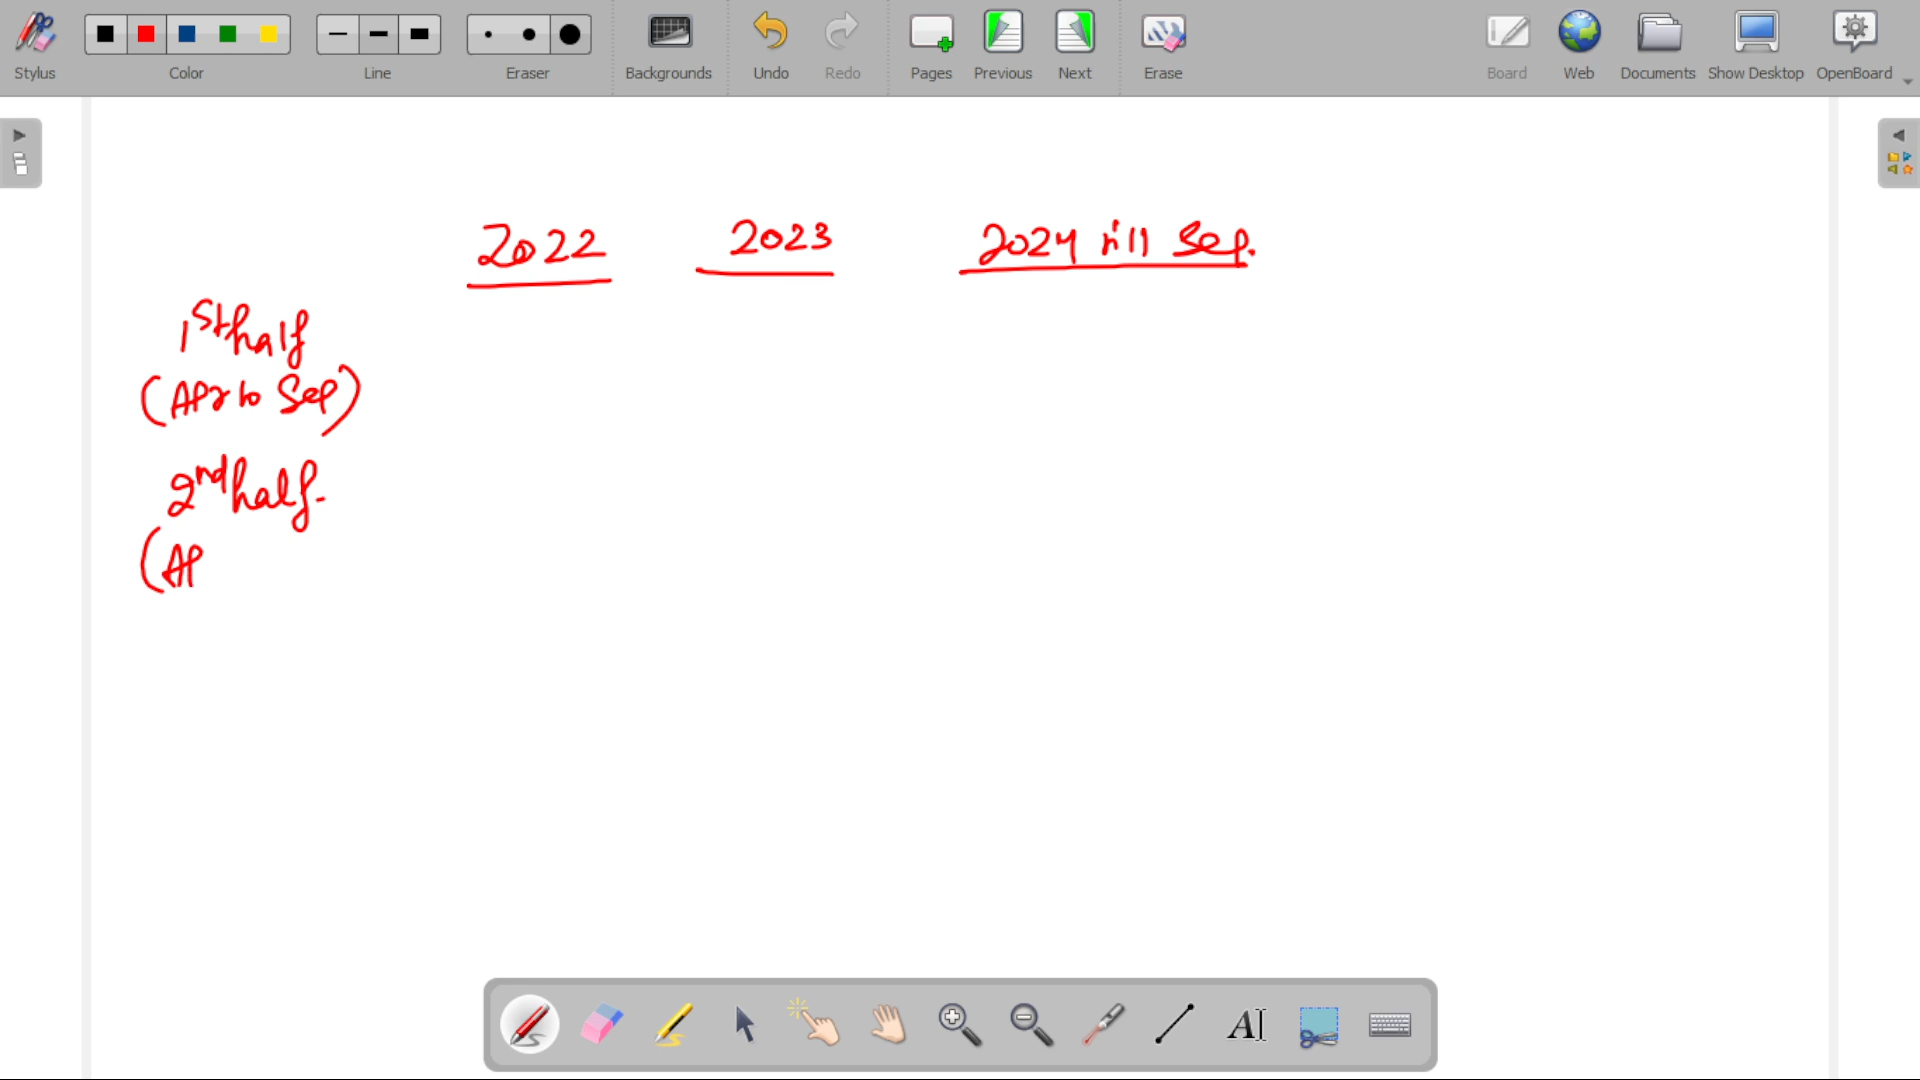 Stylus Color Line Eraser Backgrounds Undo Redo Pages Previous Next Erase Board Web Documents Show Desktop OpenBoard
2022 2023 2024 till Sep.
1st half
(Apr to Sep)
2nd half.
(AP
AI